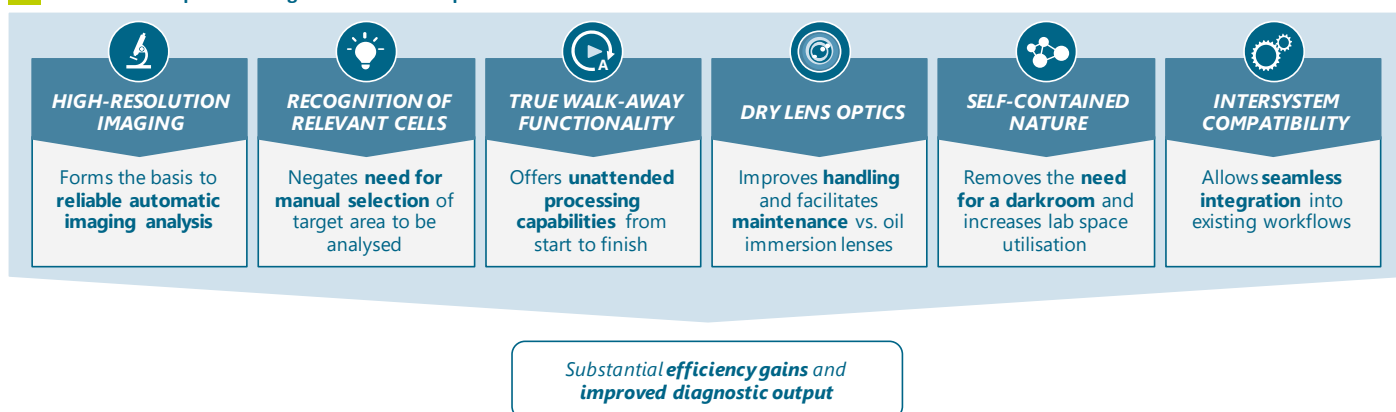 HIGH-RESOLUTION
IMAGING
Forms the basis to
reliable automatic
imaging analysis
RECOGNITION OF
RELEVANT CELLS
Negates need for
manual selection of
target area to be
analysed
A
TRUE WALK-AWAY
FUNCTIONALITY
Offers unattended
processing
capabilities from
start to finish
DRY LENS OPTICS
Improves handling
and facilitates
maintenance vs. oil
immersion lenses
SELF-CONTAINED
NATURE
Removes the need
for a darkroom and
increases lab space
utilisation
INTERSYSTEM
COMPATIBILITY
Allows seamless
integration into
existing workflows
Substantial efficiency gains and
improved diagnostic output